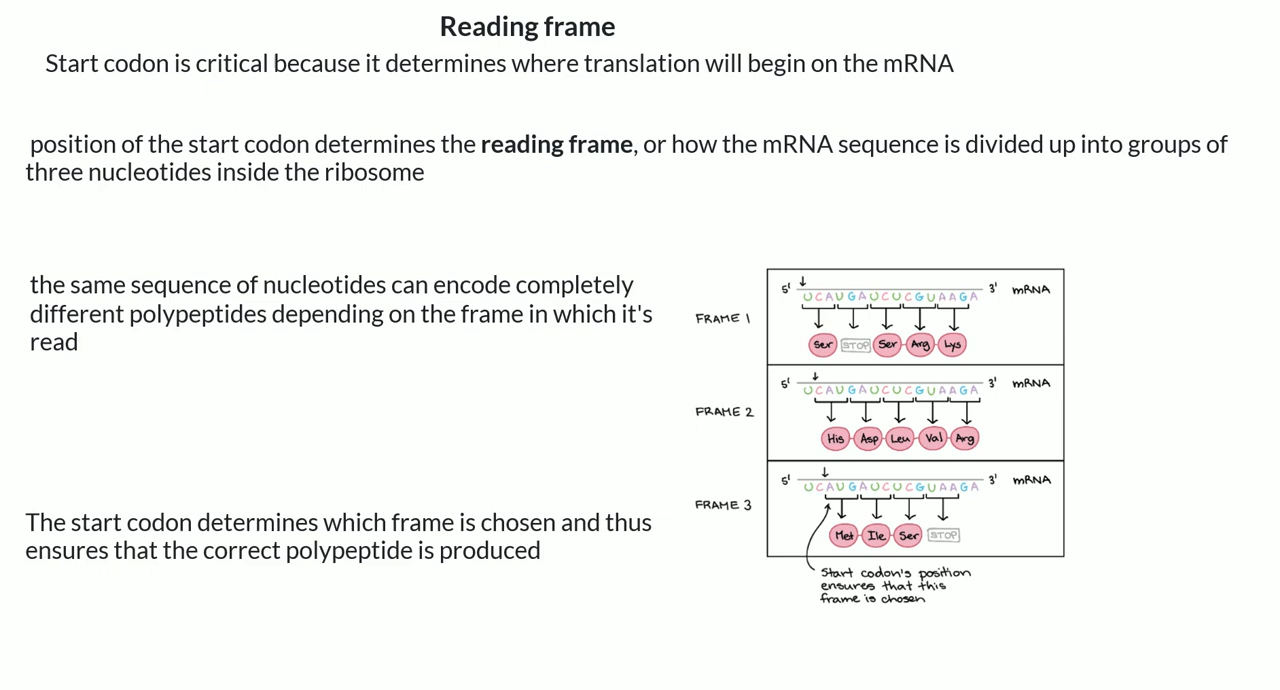 Reading frame
Start codon is critical because it determines where translation will begin on the mRNA
position of the start codon determines the reading frame, or how the mRNA sequence is divided up into groups of
three nucleotides inside the ribosome
the same sequence of nucleotides can encode completely
different polypeptides depending on the frame in which it's
read
The start codon determines which frame is chosen and thus
ensures that the correct polypeptide is produced
FRAME 1
5' 3' mRNA
UCAUGAUCUCGUAAGA
Ser STOP Ser Arg Lys
FRAME 2
5' 3' mRNA
UCAUGAUCUCGUAAGA
His Asp Leu Val Arg
FRAME 3
5' 3' mRNA
UCAUGAUCUCGUAAGA
Met Ile Ser STOP
Start codon's position
ensures that this
frame is chosen